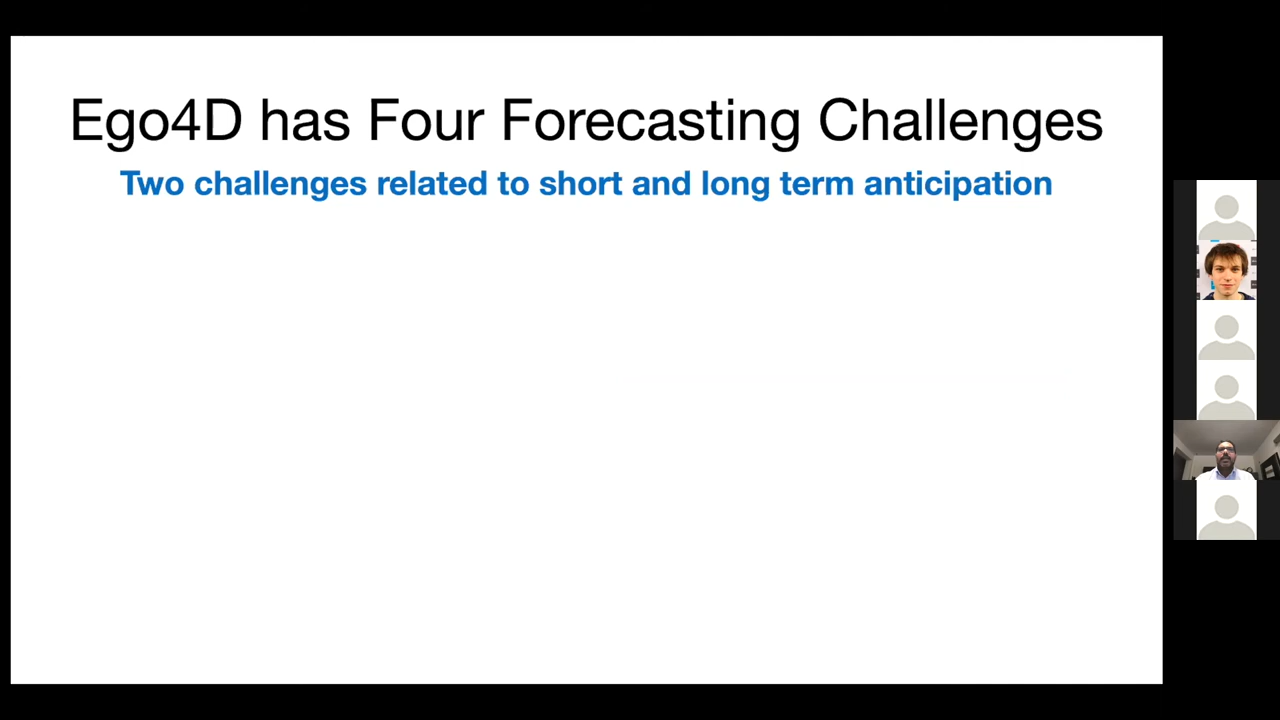 Ego4D has Four Forecasting Challenges
Two challenges related to short and long term anticipation